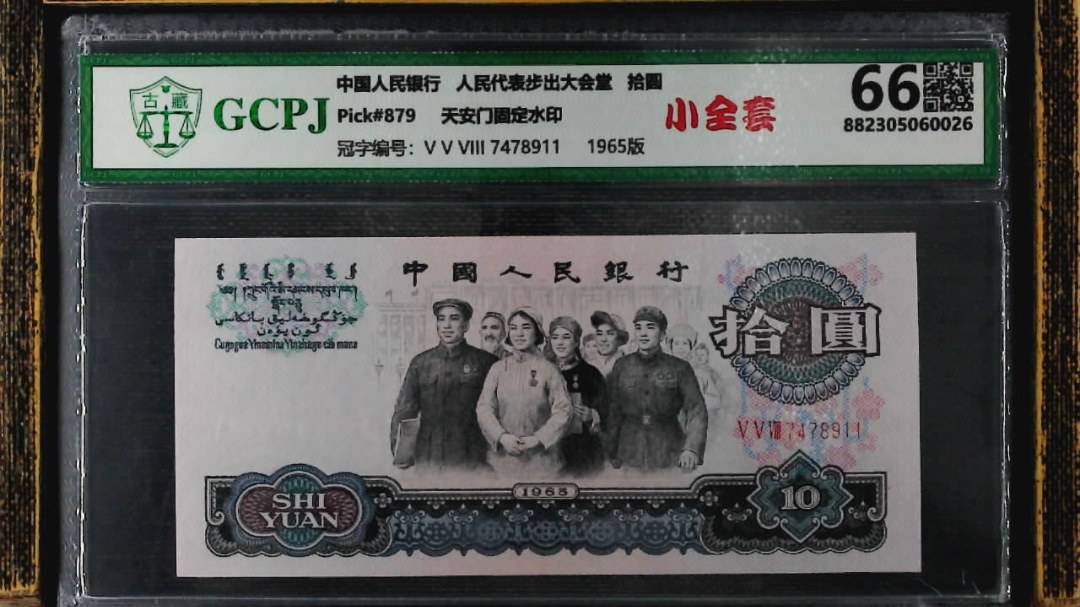 古藏
GCPJ
中国人民银行 人民代表步出大会堂 拾圆
Pick#879 天安门固定水印
冠字编号: V V VIII 7478911 1965版
小全套
66
882305060026
中國人民銀行
拾圓
V V VIII 7478911
1965
SHI
YUAN
10